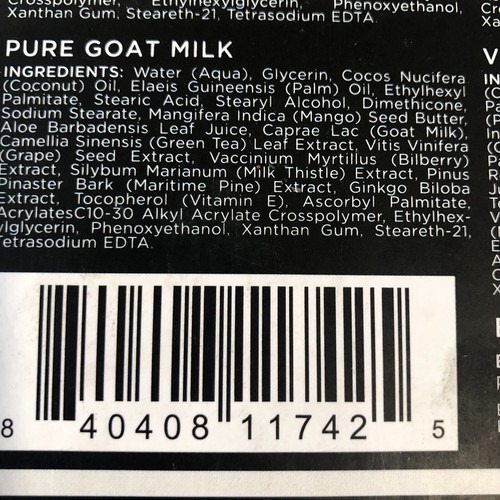 Crosspolymer, Ethylhexylglycerin, Phenoxyethanol,
Xanthan Gum, Steareth-21, Tetrasodium EDTA.
PURE GOAT MILK
INGREDIENTS: Water (Aqua), Glycerin, Cocos Nucifera
(Coconut) Oil, Elaeis Guineensis (Palm) Oil, Ethylhexyl
Palmitate, Stearic Acid, Stearyl Alcohol, Dimethicone,
Sodium Stearate, Mangifera Indica (Mango) Seed Butter,
Aloe Barbadensis Leaf Juice, Caprae Lac (Goat Milk),
Camellia Sinensis (Green Tea) Leaf Extract, Vitis Vinifera
(Grape) Seed Extract, Vaccinium Myrtillus (Bilberry)
Extract, Silybum Marianum (Milk Thistle) Extract, Pinus
Pinaster Bark (Maritime Pine) Extract, Ginkgo Biloba
Extract, Tocopherol (Vitamin E), Ascorbyl Palmitate,
AcrylatesC10-30 Alkyl Acrylate Crosspolymer, Ethylhex-
ylglycerin, Phenoxyethanol, Xanthan Gum, Steareth-21,
Tetrasodium EDTA.
8 40408 11742 5